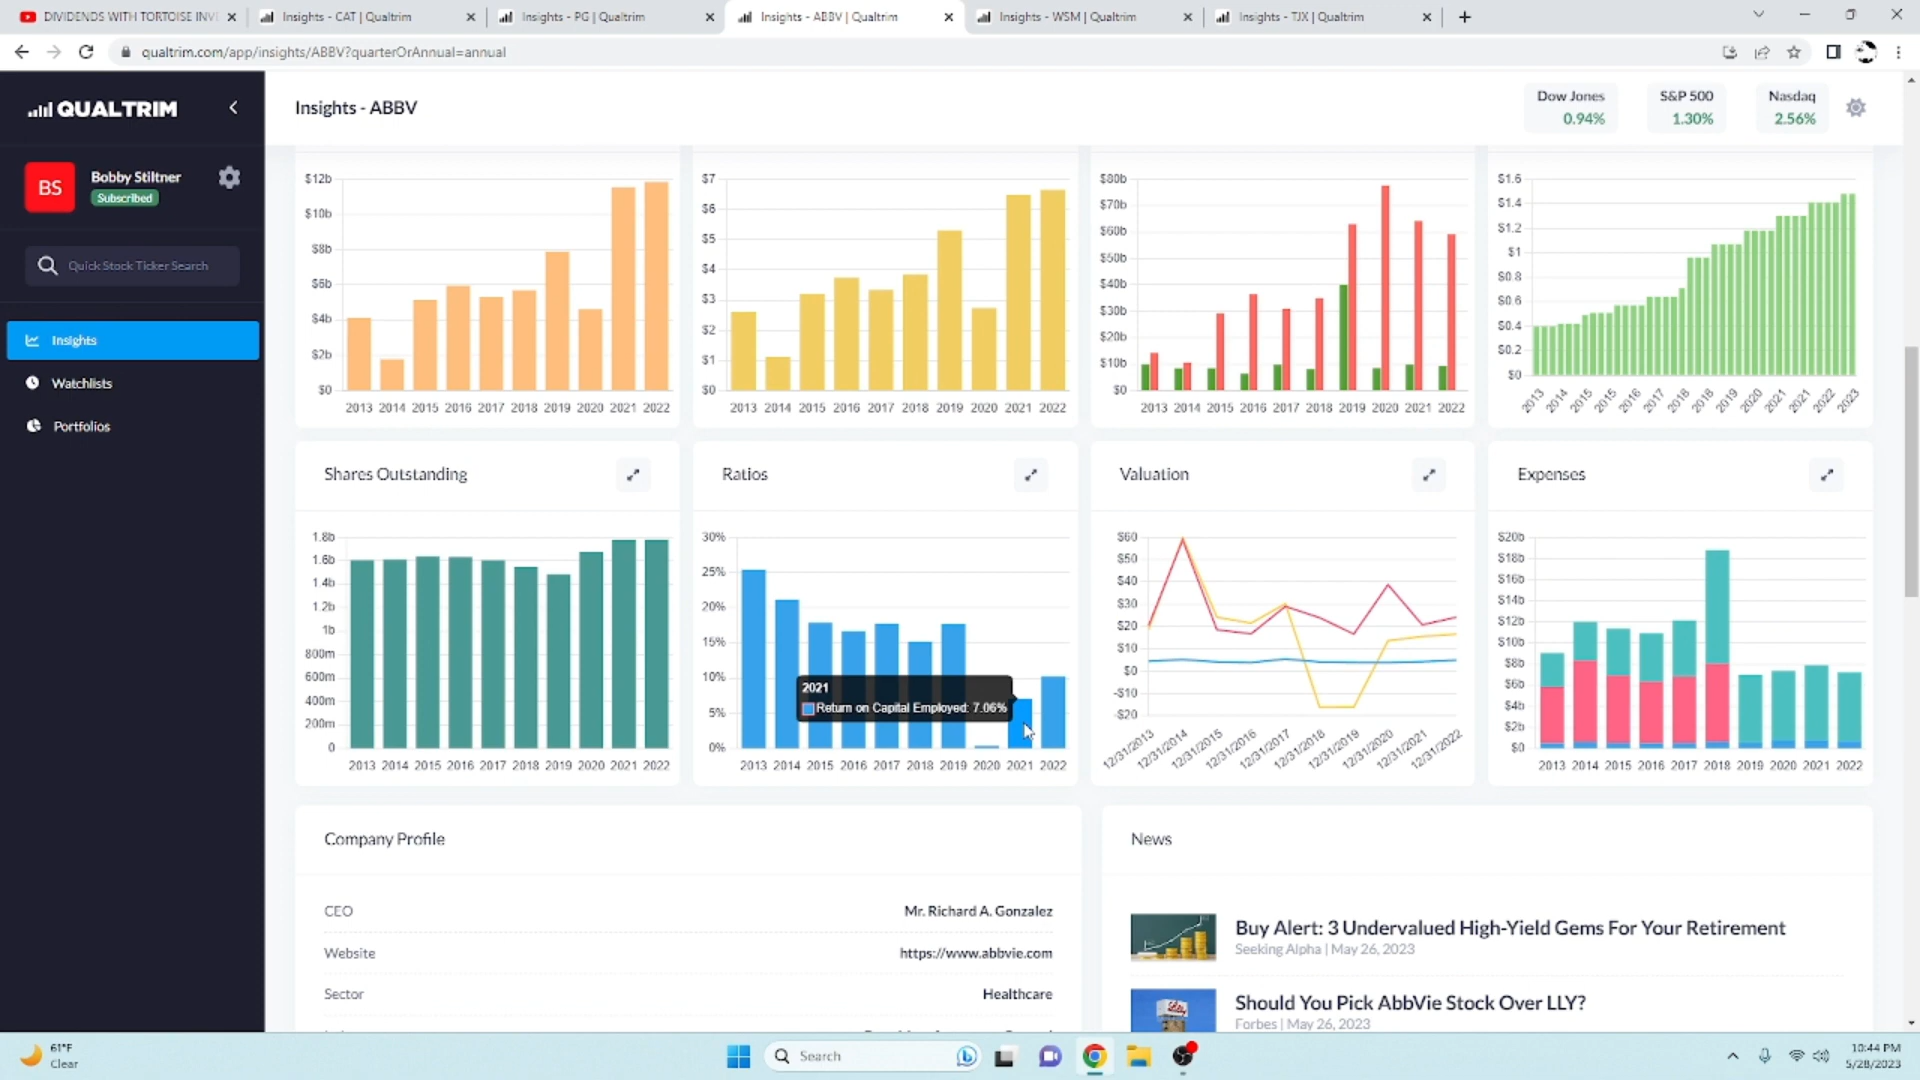 DIVIDENDS WITH TORTOISE INV
Insights - CAT | Qualtrim
Insights - PG | Qualtrim
Insights - ABBV | Qualtrim
Insights - WSM | Qualtrim
Insights - TJX | Qualtrim
qualtrim.com/app/insights/ABBV?quarterOrAnnual=annual
QUALTRIM
BS
Bobby Stiltner
Subscribed
Quick Stock Ticker Search
Insights
Watchlists
Portfolios
Insights - ABBV
Dow Jones
0.94%
S&P 500
1.30%
Nasdaq
2.56%
$12b
$10b
$8b
$6b
$4b
$2b
$0
2013 2014 2015 2016 2017 2018 2019 2020 2021 2022
$7
$6
$5
$4
$3
$2
$1
$0
2013 2014 2015 2016 2017 2018 2019 2020 2021 2022
$80b
$70b
$60b
$50b
$40b
$30b
$20b
$10b
$0
2013 2014 2015 2016 2017 2018 2019 2020 2021 2022
$1.6
$1.4
$1.2
$1
$0.8
$0.6
$0.4
$0.2
$0
2013 2014 2015 2015 2016 2017 2018 2018 2019 2020 2021 2021 2022 2023
Shares Outstanding
1.8b
1.6b
1.4b
1.2b
1b
800m
600m
400m
200m
0
2013 2014 2015 2016 2017 2018 2019 2020 2021 2022
Ratios
30%
25%
20%
15%
10%
5%
0%
2021
Return on Capital Employed: 7.06%
2013 2014 2015 2016 2017 2018 2019 2020 2021 2022
Valuation
$60
$50
$40
$30
$20
$10
$0
-$10
-$20
12/31/2013 12/31/2014 12/31/2015 12/31/2016 12/31/2017 12/31/2018 12/31/2019 12/31/2020 12/31/2021 12/31/2022
Expenses
$20b
$18b
$16b
$14b
$12b
$10b
$8b
$6b
$4b
$2b
$0
2013 2014 2015 2016 2017 2018 2019 2020 2021 2022
Company Profile
CEO
Mr. Richard A. Gonzalez
Website
https://www.abbvie.com
Sector
Healthcare
News
Buy Alert: 3 Undervalued High-Yield Gems For Your Retirement
Seeking Alpha | May 26, 2023
Should You Pick AbbVie Stock Over LLY?
Forbes | May 26, 2023
61°F
Clear
Search
10:44 PM
5/28/2023